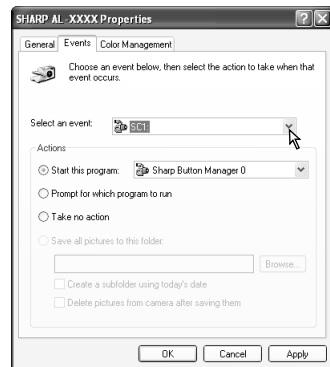 SHARP AL-XXXX Properties
General Events Color Management
Choose an event below, then select the action to take when that
event occurs.
Select an event: SC1:
Actions
Start this program: Sharp Button Manager O
Prompt for which program to run
Take no action
Save all pictures to this folder:
Browse...
Create a subfolder using today's date
Delete pictures from camera after saving them
OK Cancel Apply